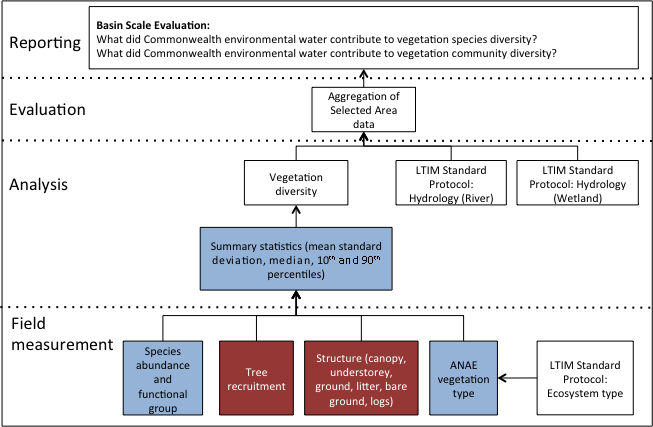 Reporting
Basin Scale Evaluation:
What did Commonwealth environmental water contribute to vegetation species diversity?
What did Commonwealth environmental water contribute to vegetation community diversity?
Evaluation
Aggregation of
Selected Area
data
Analysis
Vegetation
diversity
LTIM Standard
Protocol:
Hydrology (River)
LTIM Standard
Protocol: Hydrology
(Wetland)
Summary statistics (mean standard
deviation, median, 10th and 90th
percentiles)
Field
measurement
Species
abundance
and
functional
group
Tree
recruitment
Structure (canopy,
understorey,
ground, litter, bare
ground, logs)
ANAE
vegetation
type
LTIM Standard
Protocol:
Ecosystem type